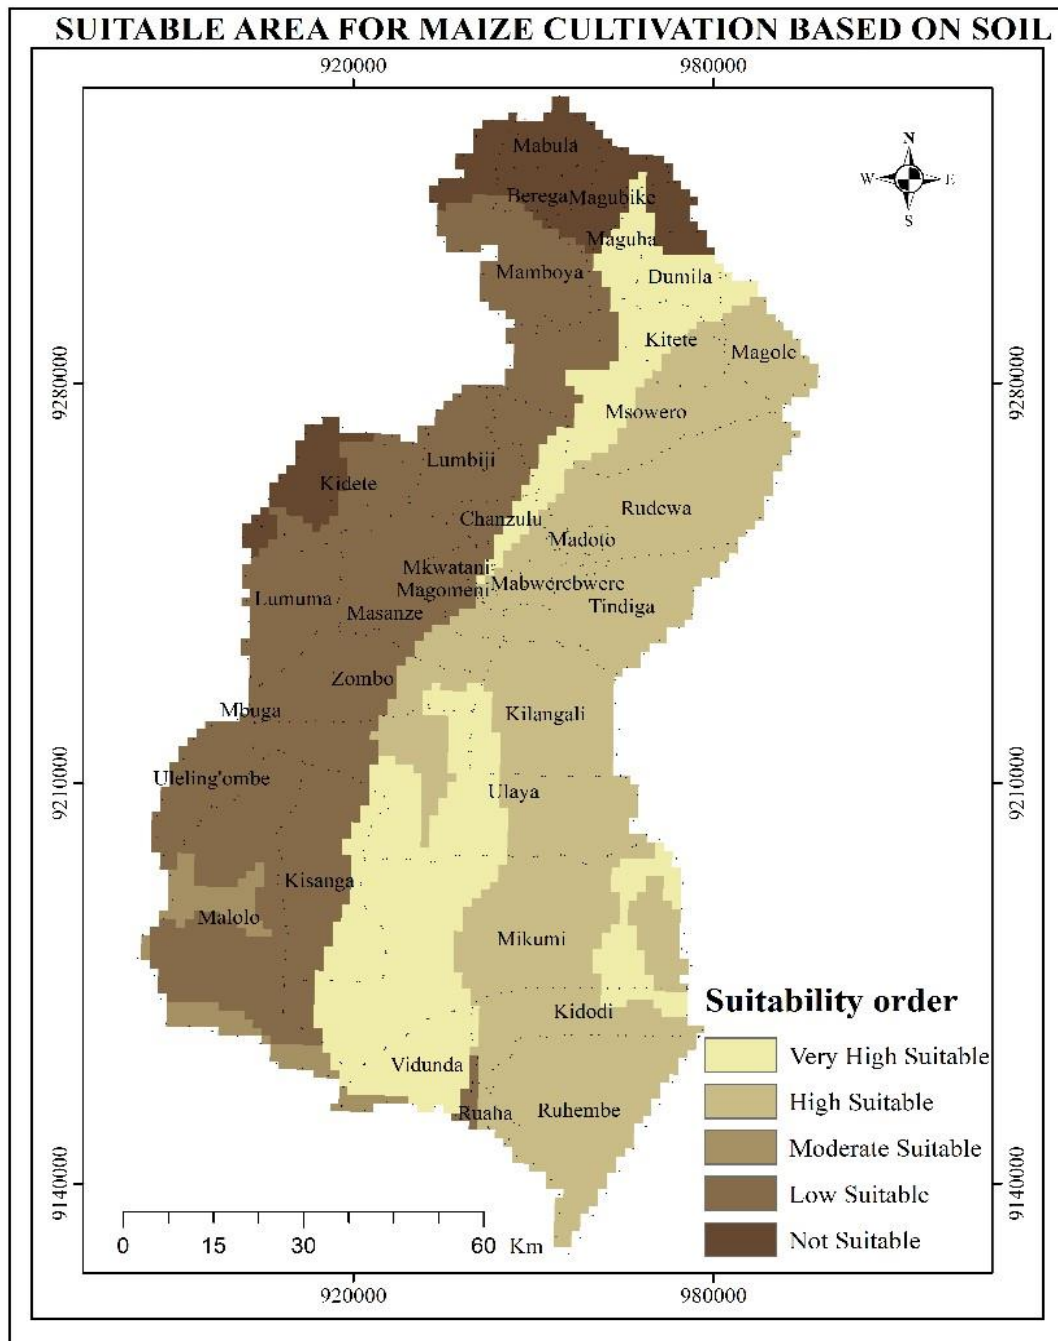 SUITABLE AREA FOR MAIZE CULTIVATION BASED ON SOIL
920000 980000
N
W E
S
Mabula
Berega Magubike
Maguha
Mamboya Dumila
Kitete
Magole
9280000 9280000
Msowero
Lumbiji
Kidete
Rudewa
Chanzulu
Madoto
Mkwatani
Mabwerebwere
Magomeni
Lumuma
Masanze
Tindiga
Zombo
Mbuga
Kilangali
Uleling'ombe
9210000 9210000
Ulaya
Kisanga
Malolo
Mikumi
Kidodi
Vidunda
Ruaha
Ruhembe
Suitability order
Very High Suitable
High Suitable
Moderate Suitable
Low Suitable
Not Suitable
9140000 9140000
0 15 30 60 Km
920000 980000